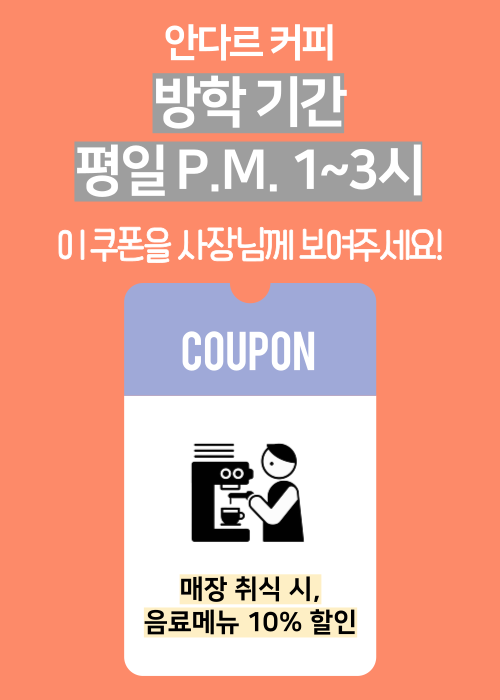 안다르 커피
방학 기간
평일 P.M. 1~3시
이 쿠폰을 사장님께 보여주세요!
COUPON
매장 취식 시,
음료메뉴 10% 할인